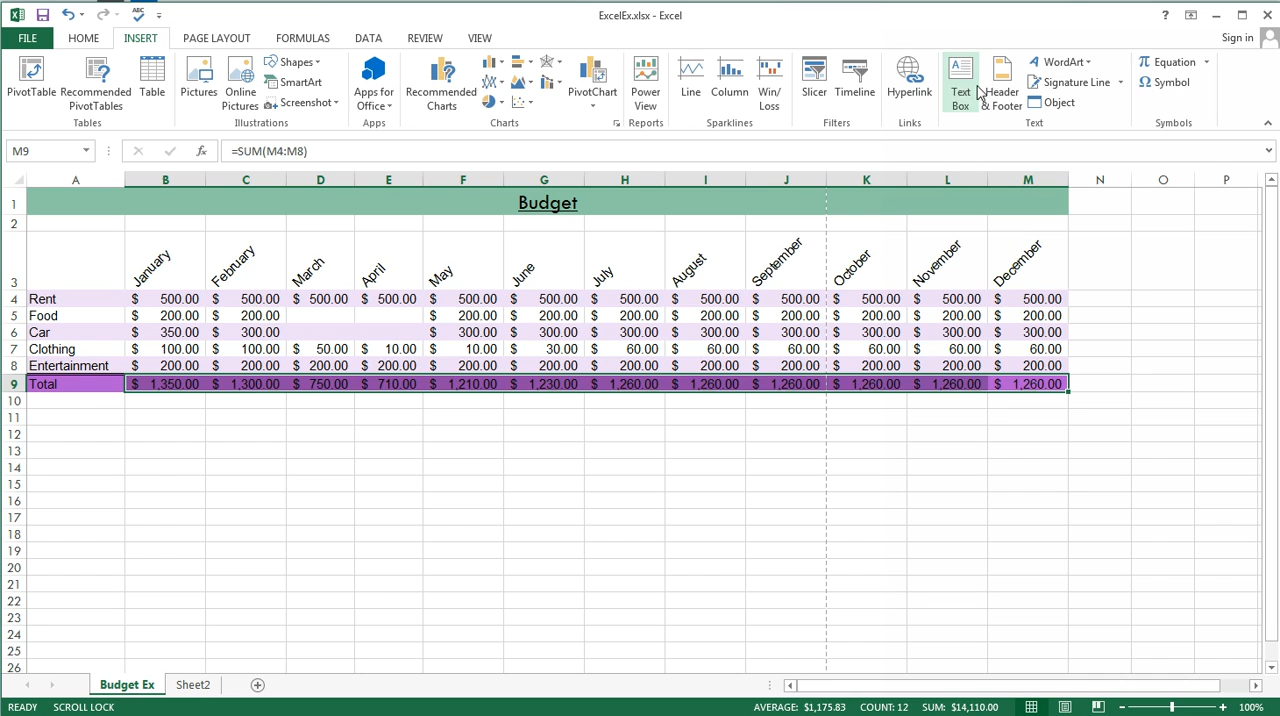 ABC
ExcelEx.xlsx - Excel
?
FILE HOME INSERT PAGE LAYOUT FORMULAS DATA REVIEW VIEW Sign in
PivotTable Recommended PivotTables Table
Tables
Pictures Online Pictures Shapes SmartArt Screenshot
Illustrations
Apps for Office
Apps
Recommended Charts PivotChart
Charts
Power View
Reports
Line Column Win/ Loss
Sparklines
Slicer Timeline
Filters
Hyperlink
Links
Text Box Header & Footer WordArt Signature Line Object
Text
Equation Symbol
Symbols
M9 fx =SUM(M4:M8)
A B C D E F G H I J K L M N O P
1 Budget
2
3 January February March April May June July August September October November December
4 Rent $ 500.00 $ 500.00 $ 500.00 $ 500.00 $ 500.00 $ 500.00 $ 500.00 $ 500.00 $ 500.00 $ 500.00 $ 500.00 $ 500.00
5 Food $ 200.00 $ 200.00 $ 200.00 $ 200.00 $ 200.00 $ 200.00 $ 200.00 $ 200.00 $ 200.00 $ 200.00
6 Car $ 350.00 $ 300.00 $ 300.00 $ 300.00 $ 300.00 $ 300.00 $ 300.00 $ 300.00 $ 300.00 $ 300.00
7 Clothing $ 100.00 $ 100.00 $ 50.00 $ 10.00 $ 10.00 $ 30.00 $ 60.00 $ 60.00 $ 60.00 $ 60.00 $ 60.00 $ 60.00
8 Entertainment $ 200.00 $ 200.00 $ 200.00 $ 200.00 $ 200.00 $ 200.00 $ 200.00 $ 200.00 $ 200.00 $ 200.00 $ 200.00 $ 200.00
9 Total $ 1,350.00 $ 1,300.00 $ 750.00 $ 710.00 $ 1,210.00 $ 1,230.00 $ 1,260.00 $ 1,260.00 $ 1,260.00 $ 1,260.00 $ 1,260.00 $ 1,260.00
10
11
12
13
14
15
16
17
18
19
20
21
22
23
24
25
26
Budget Ex Sheet2
READY SCROLL LOCK AVERAGE: $1,175.83 COUNT: 12 SUM: $14,110.00 100%